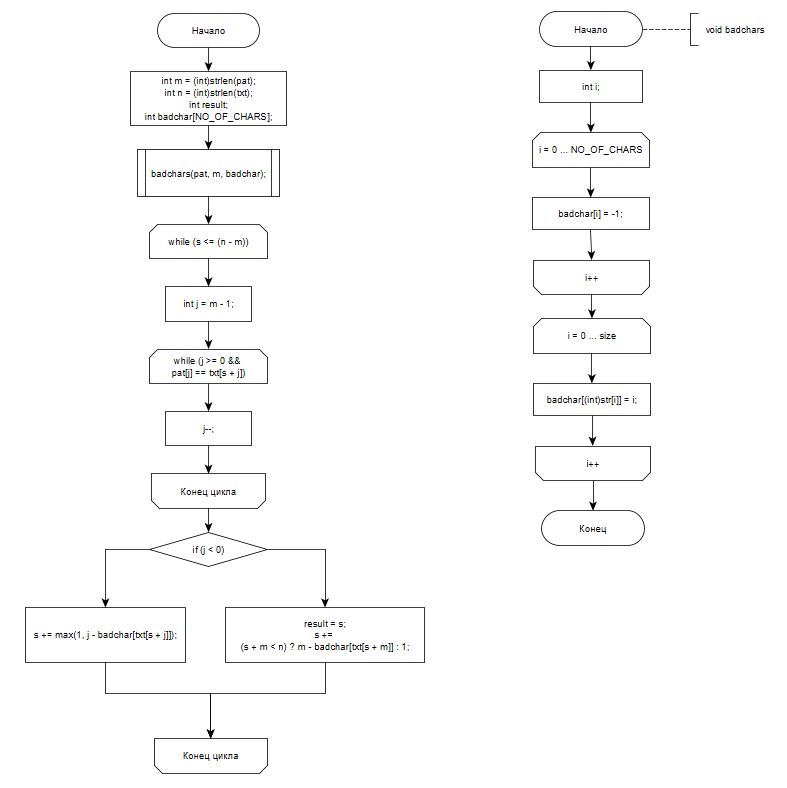 Начало
int m = (int)strlen(pat);
int n = (int)strlen(txt);
int result;
int badchar[NO_OF_CHARS];
badchars(pat, m, badchar);
while (s <= (n - m))
int j = m - 1;
while (j >= 0 &&
pat[j] == txt[s + j])
j--;
Конец цикла
if (j < 0)
s += max(1, j - badchar[txt[s + j]]);
result = s;
s +=
(s + m < n) ? m - badchar[txt[s + m]] : 1;
Конец цикла
Начало
void badchars
int i;
i = 0 ... NO_OF_CHARS
badchar[i] = -1;
i++
i = 0 ... size
badchar[(int)str[i]] = i;
i++
Конец